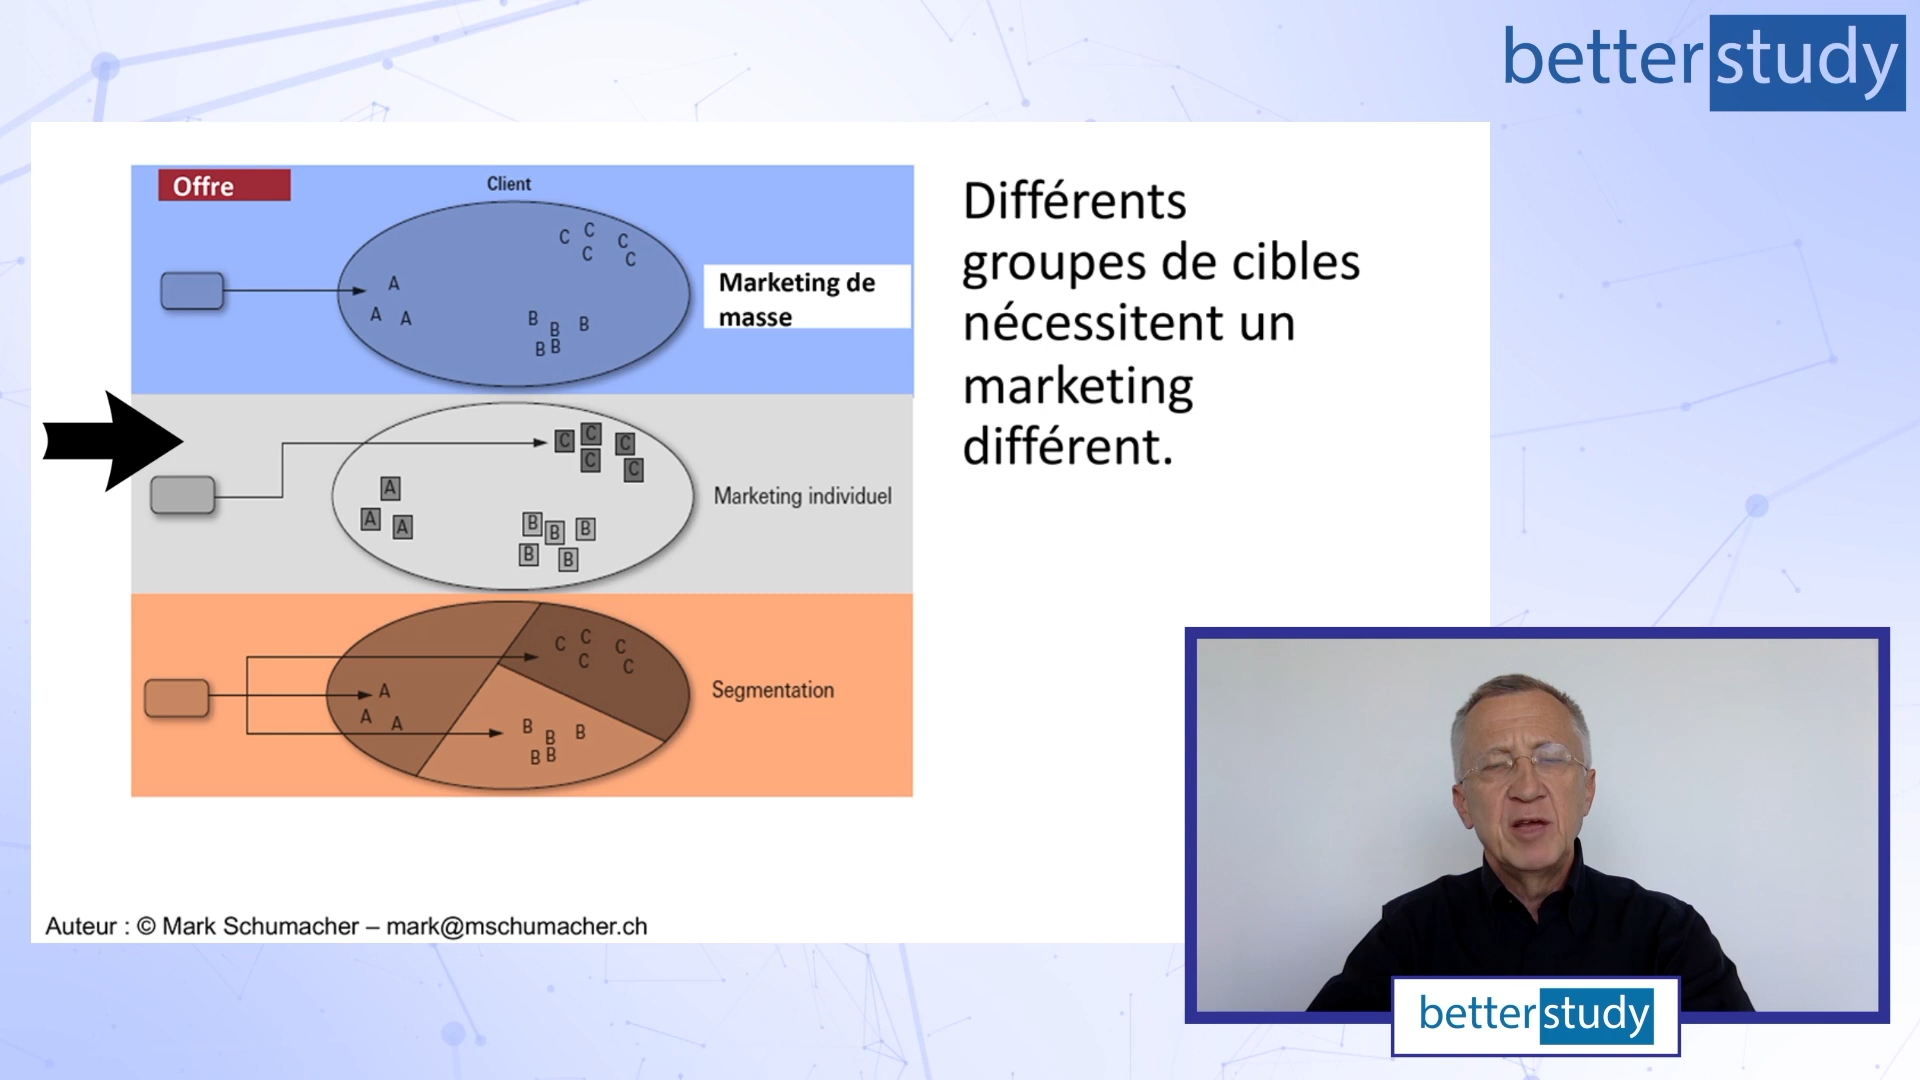 betterstudy
Offre
Client
C C C
C C
A
A A
B B B
B B
Marketing de
masse
Différents
groupes de cibles
nécessitent un
marketing
différent.
C C C
C C
A
A A
B B B
B B
Marketing individuel
C C C
C C
A
A A
B B B
B B
Segmentation
Auteur : © Mark Schumacher – mark@mschumacher.ch
betterstudy